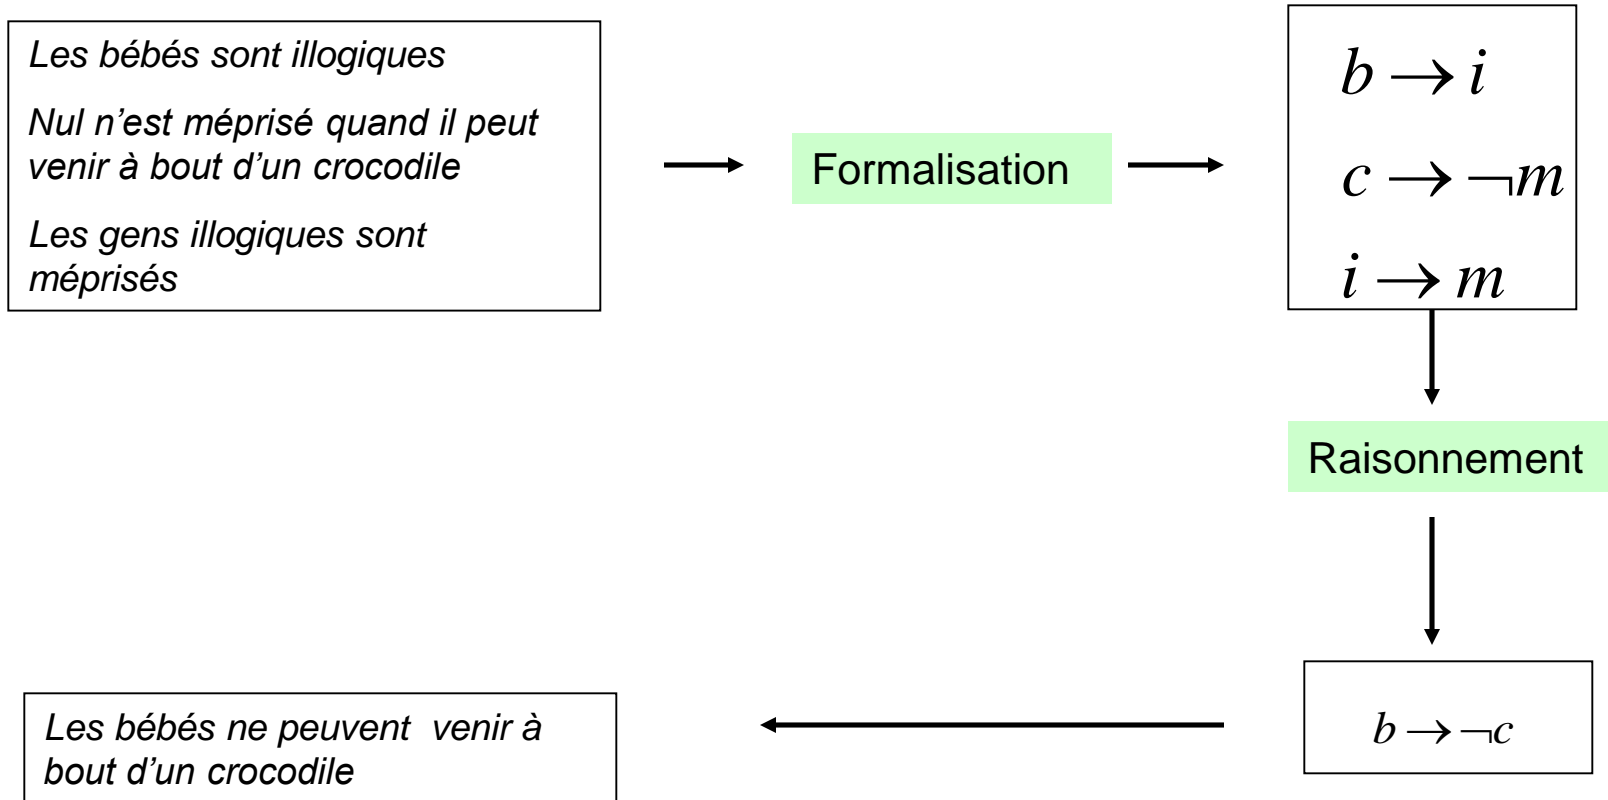 Les bébés sont illogiques
Nul n'est méprisé quand il peut
venir à bout d'un crocodile
Les gens illogiques sont
méprisés
Formalisation
b → i
c → ¬m
i → m
Raisonnement
b → ¬c
Les bébés ne peuvent venir à
bout d'un crocodile